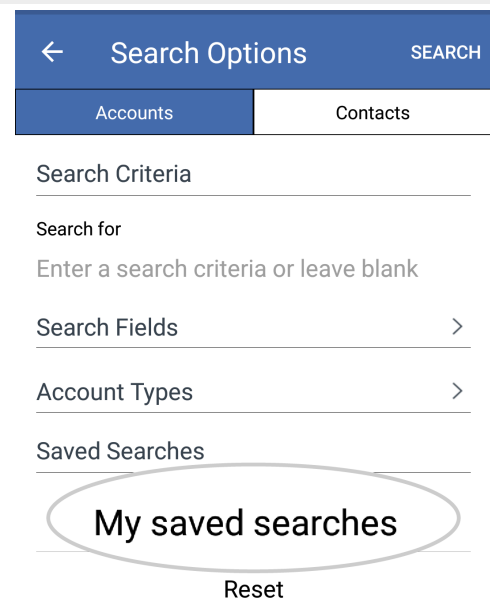 Search Options SEARCH
Accounts Contacts
Search Criteria
Search for
Enter a search criteria or leave blank
Search Fields
Account Types
Saved Searches
My saved searches
Reset